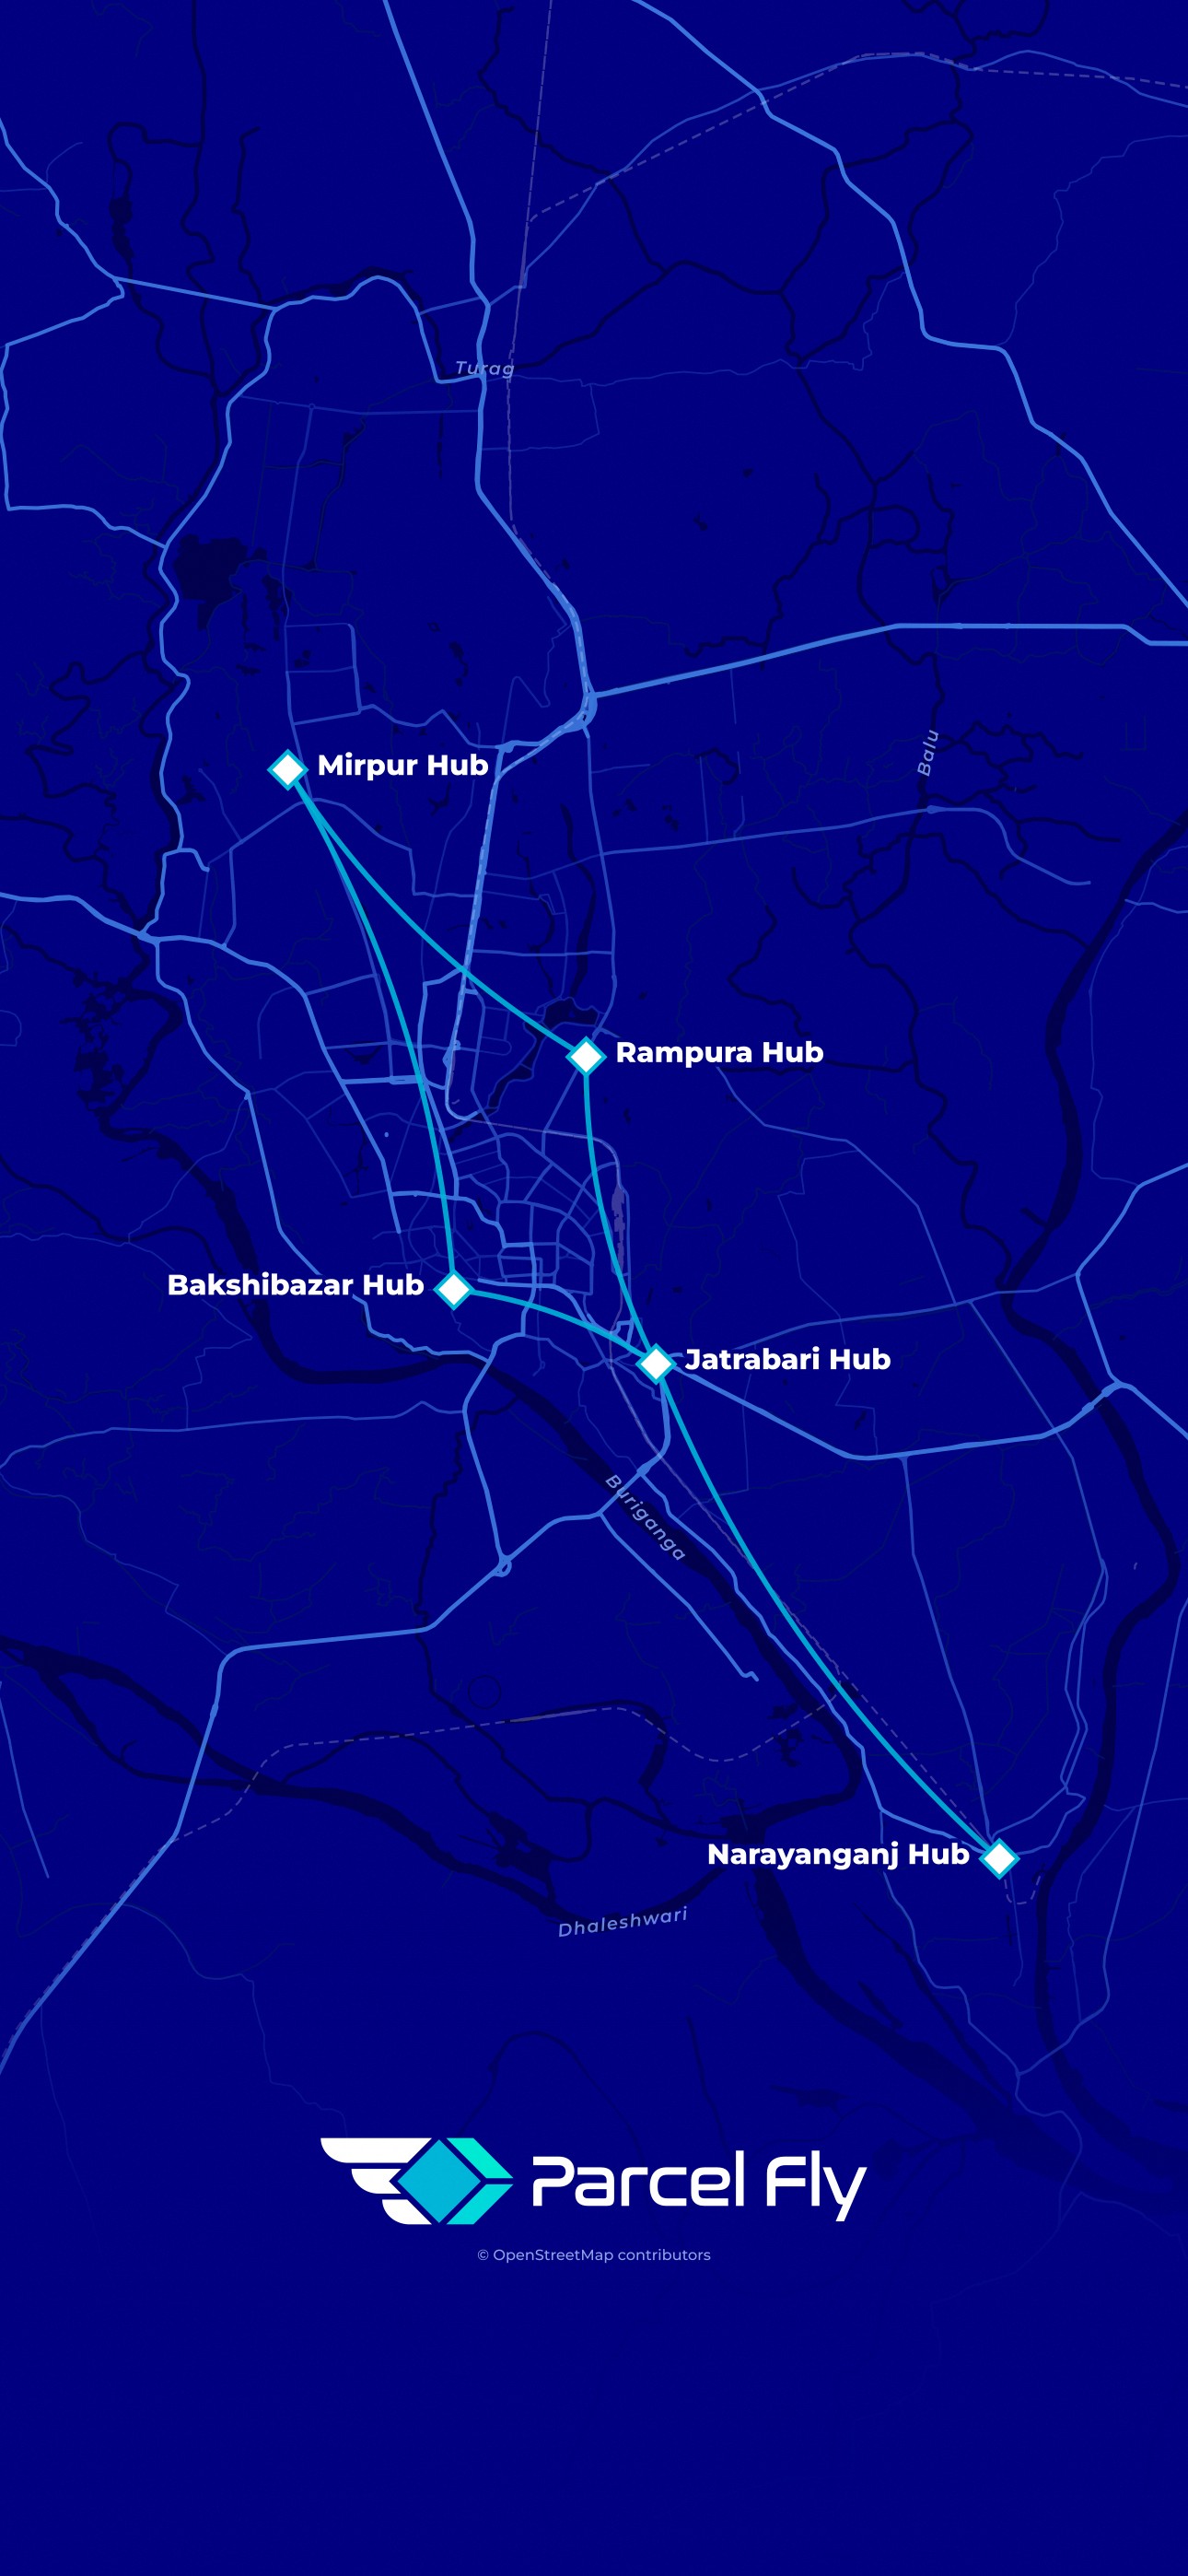 Turag
Balu
Mirpur Hub
Rampura Hub
Bakshibazar Hub
Jatrabari Hub
Buriganga
Narayanganj Hub
Dhaleshwari
Parcel Fly
© OpenStreetMap contributors